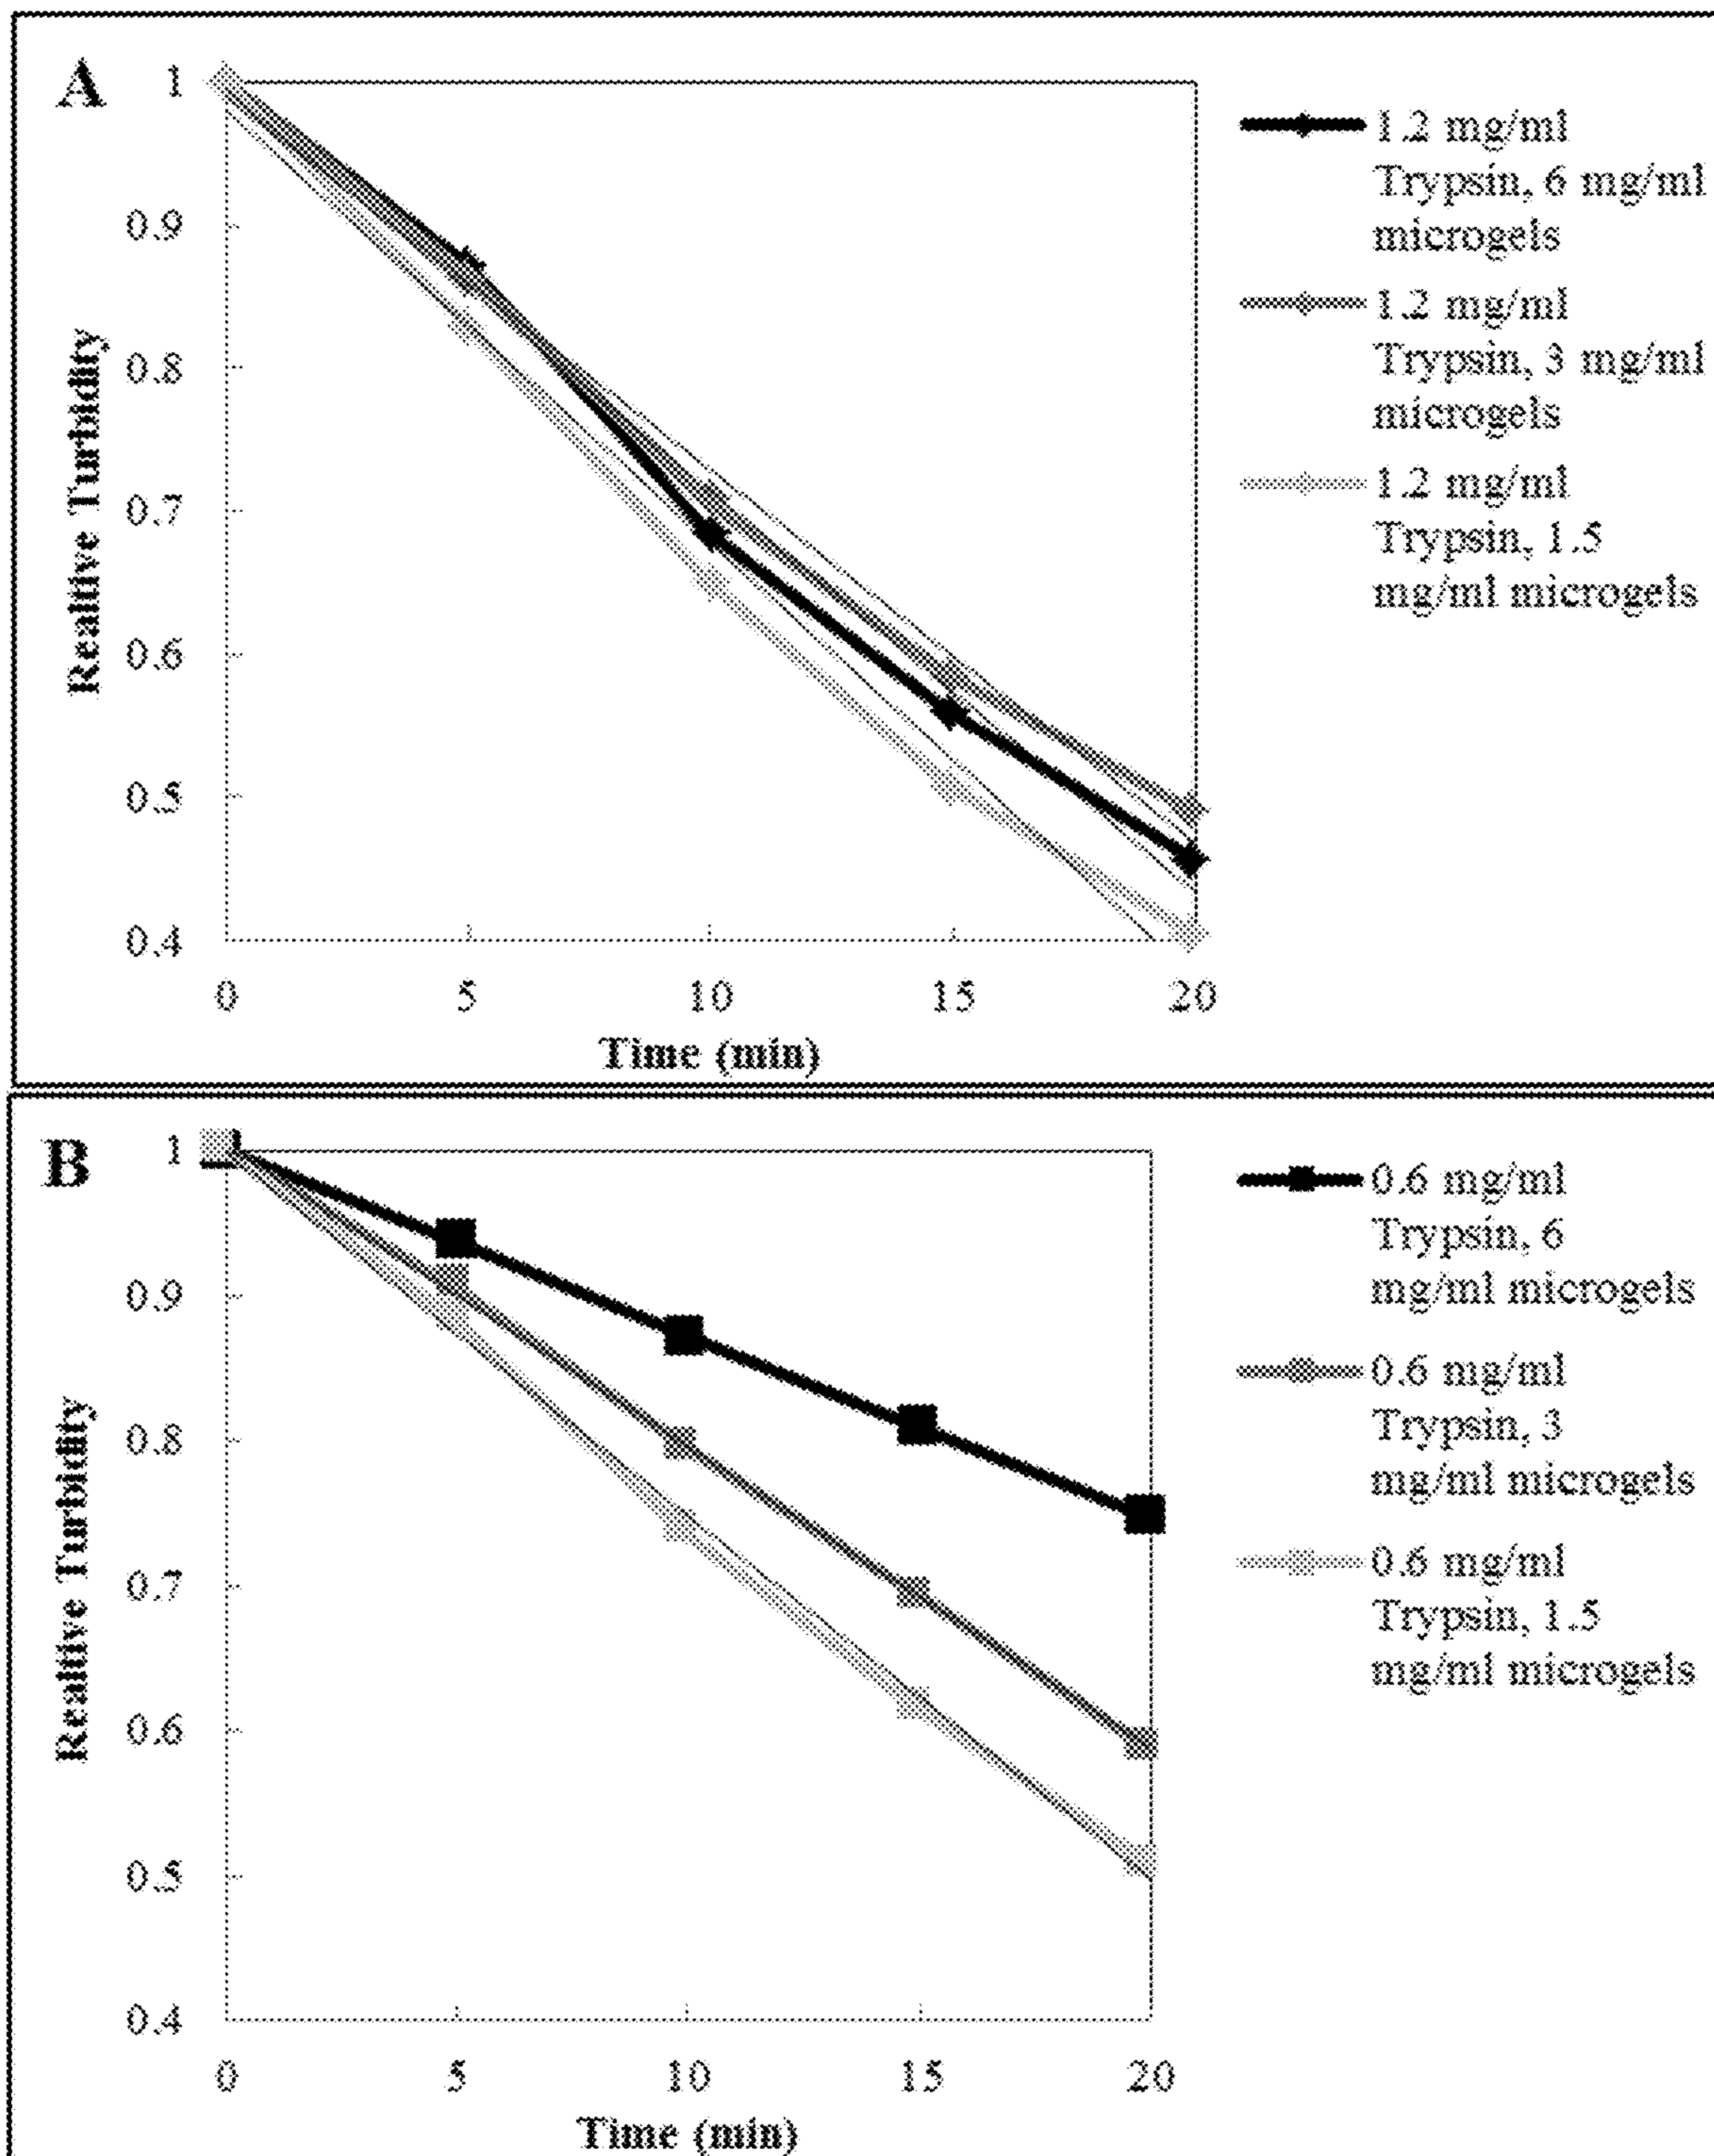 A
1
0.9
0.8
0.7
0.6
0.5
0.4
Realtive Turbidity
0
5
10
15
20
Time (min)
1.2 mg/ml
Trypsin, 6 mg/ml
microgels
1.2 mg/ml
Trypsin, 3 mg/ml
microgels
1.2 mg/ml
Trypsin, 1.5
mg/ml microgels
B
1
0.9
0.8
0.7
0.6
0.5
0.4
Realtive Turbidity
0
5
10
15
20
Time (min)
0.6 mg/ml
Trypsin, 6
mg/ml microgels
0.6 mg/ml
Trypsin, 3
mg/ml microgels
0.6 mg/ml
Trypsin, 1.5
mg/ml microgels